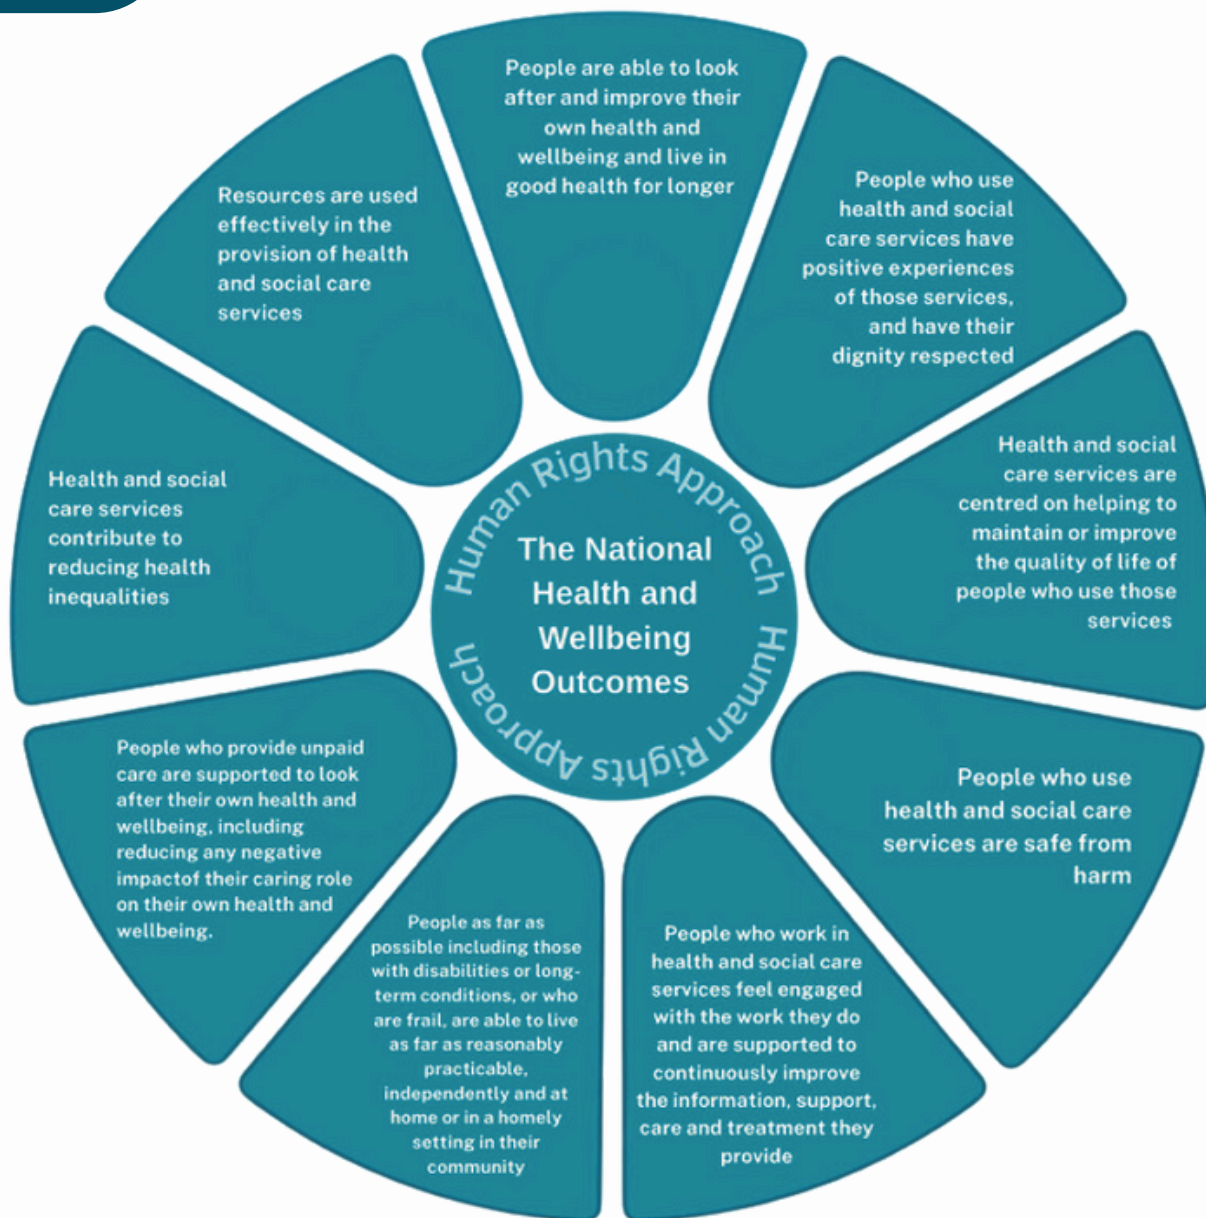 People are able to look
after and improve their
own health and
wellbeing and live in
good health for longer
People who use
health and social
care services have
positive experiences
of those services,
and have their
dignity respected
Health and social
care services are
centred on helping to
maintain or improve
the quality of life of
people who use those
services
People who use
health and social care
services are safe from
harm
People who work in
health and social care
services feel engaged
with the work they do
and are supported to
continuously improve
the information, support,
care and treatment they
provide
People as far as
possible including those
with disabilities or long-
term conditions, or who
are frail, are able to live
as far as reasonably
practicable,
independently and at
home or in a homely
setting in their
community
People who provide unpaid
care are supported to look
after their own health and
wellbeing, including
reducing any negative
impactof their caring role
on their own health and
wellbeing.
Health and social
care services
contribute to
reducing health
inequalities
Resources are used
effectively in the
provision of health
and social care
services
Human Rights Approach
The National
Health and
Wellbeing
Outcomes
Human Rights Approach